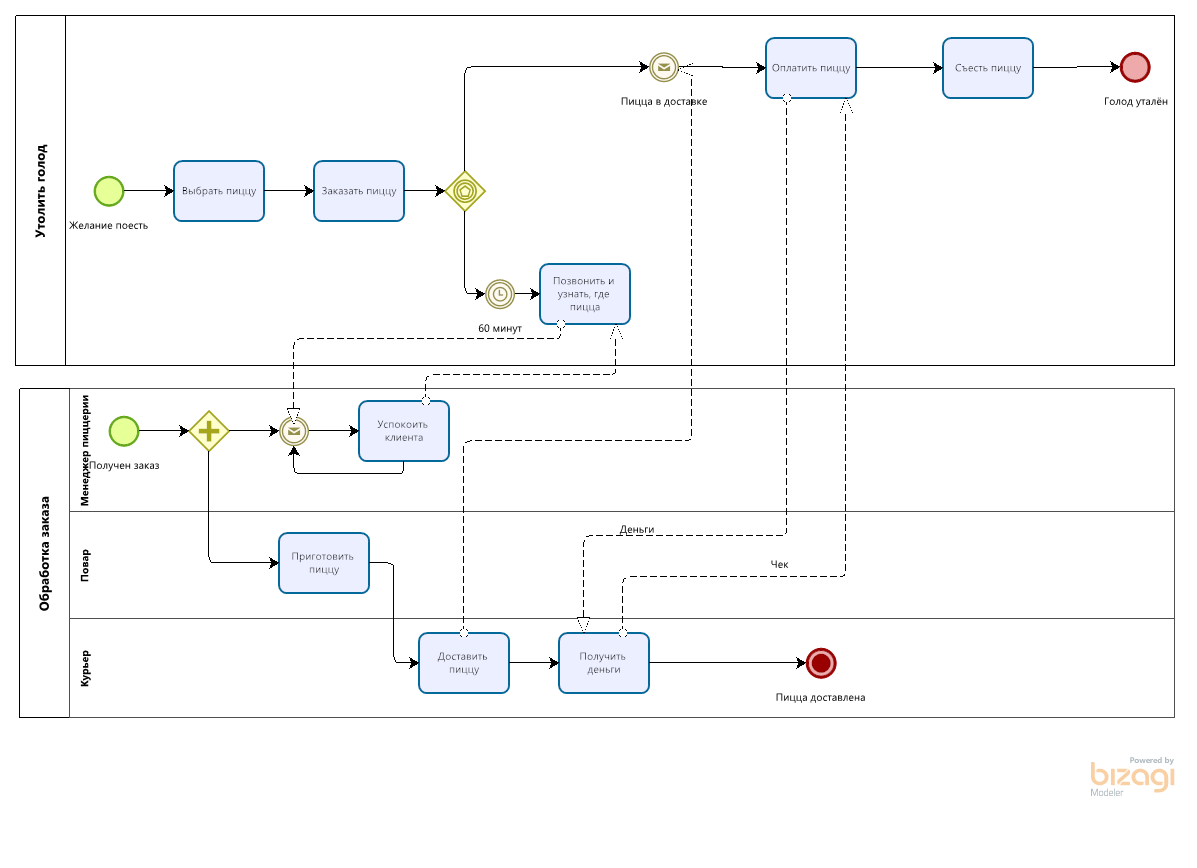 Утолить голод
Пицца в доставке
Оплатить пиццу
Съесть пиццу
Голод уталён
Желание поесть
Выбрать пиццу
Заказать пиццу
60 минут
Позвонить и
узнать, где
пицца
Обработка заказа
Менеджер пиццерии
Получен заказ
Успокоить
клиента
Повар
Приготовить
пиццу
Деньги
Чек
Курьер
Доставить
пиццу
Получить
деньги
Пицца доставлена
Powered by
bizagi
Modeler